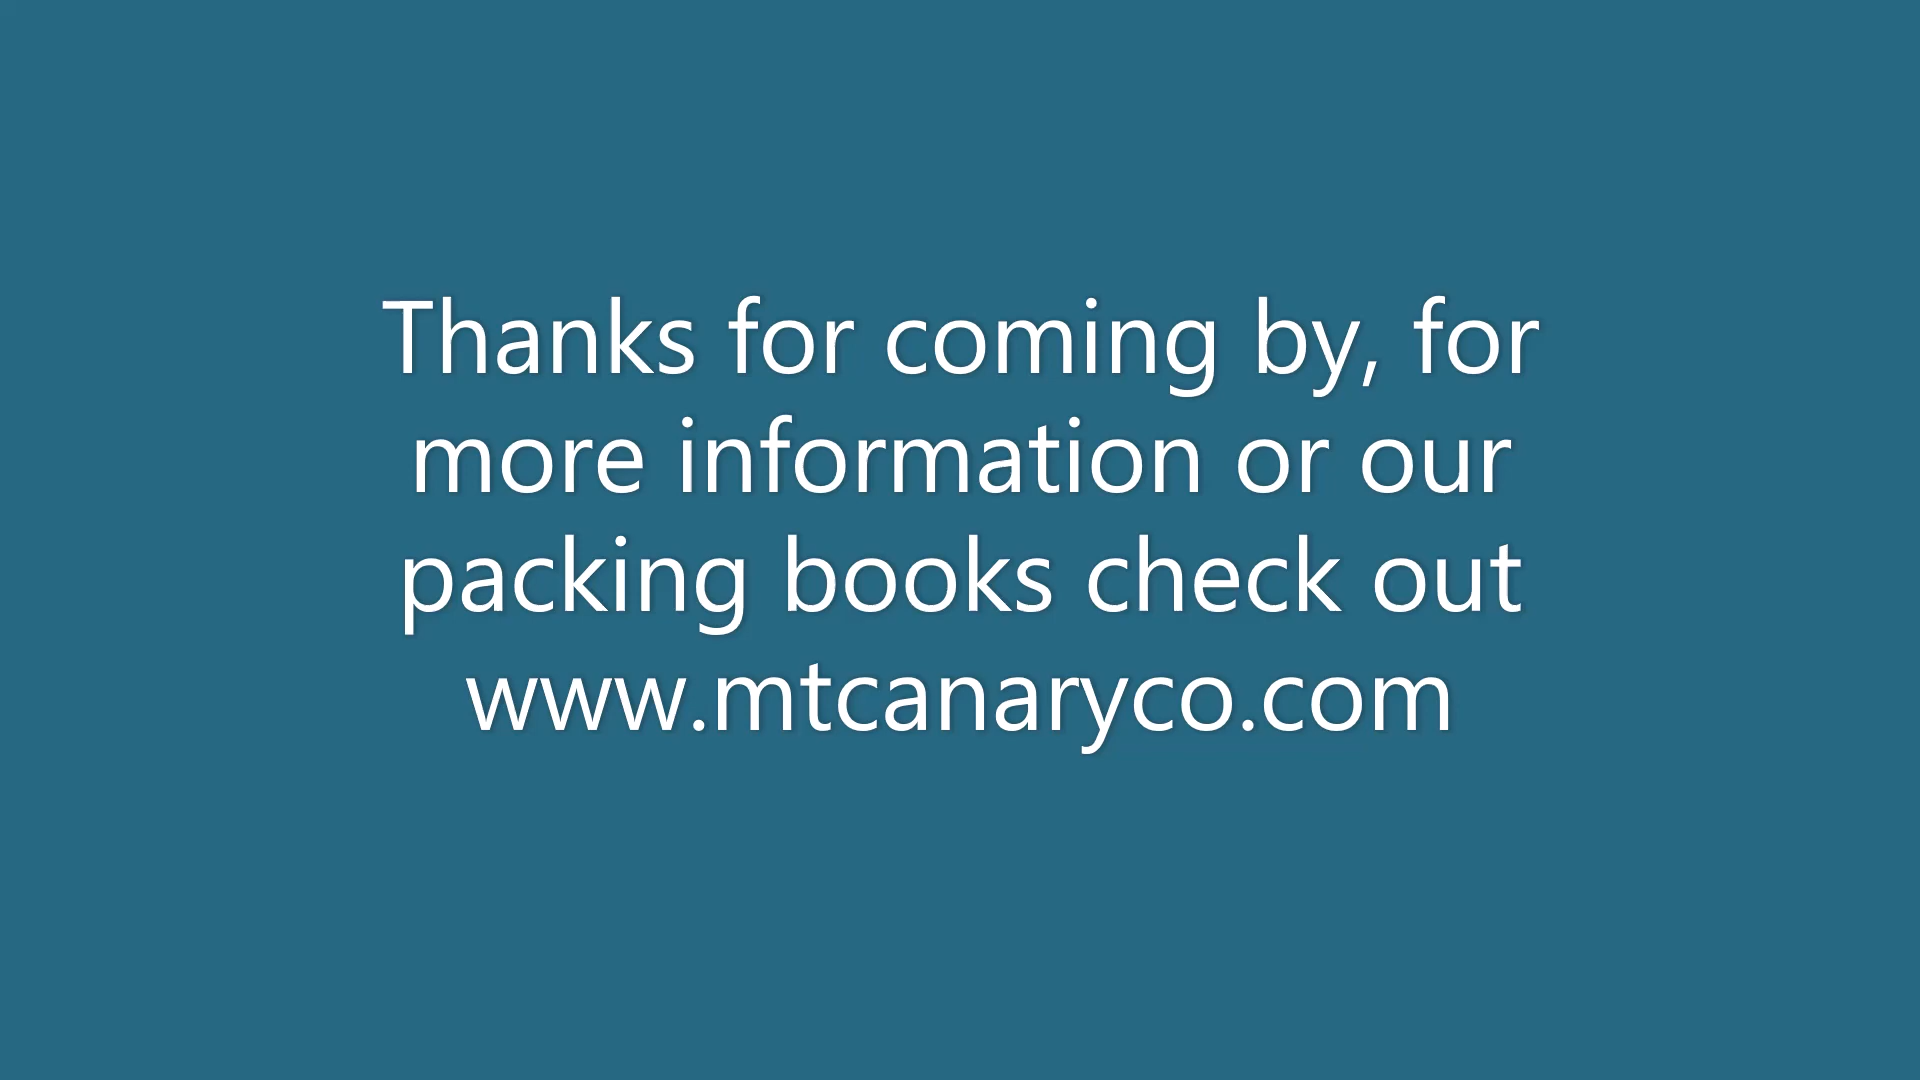 Thanks for coming by, for
more information or our
packing books check out
www.mtcanaryco.com